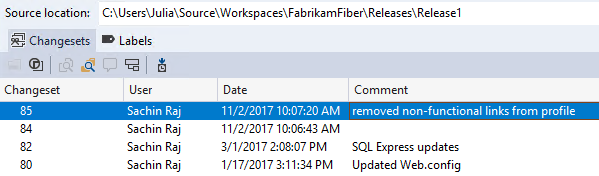 Source location: C:\Users\Julia\Source\Workspaces\FabrikamFiber\Releases\Release1
Changesets Labels
Changeset User Date Comment
85 Sachin Raj 11/2/2017 10:07:20 AM removed non-functional links from profile
84 Sachin Raj 11/2/2017 10:06:43 AM
82 Sachin Raj 3/1/2017 2:08:07 PM SQL Express updates
80 Sachin Raj 1/17/2017 3:11:34 PM Updated Web.config